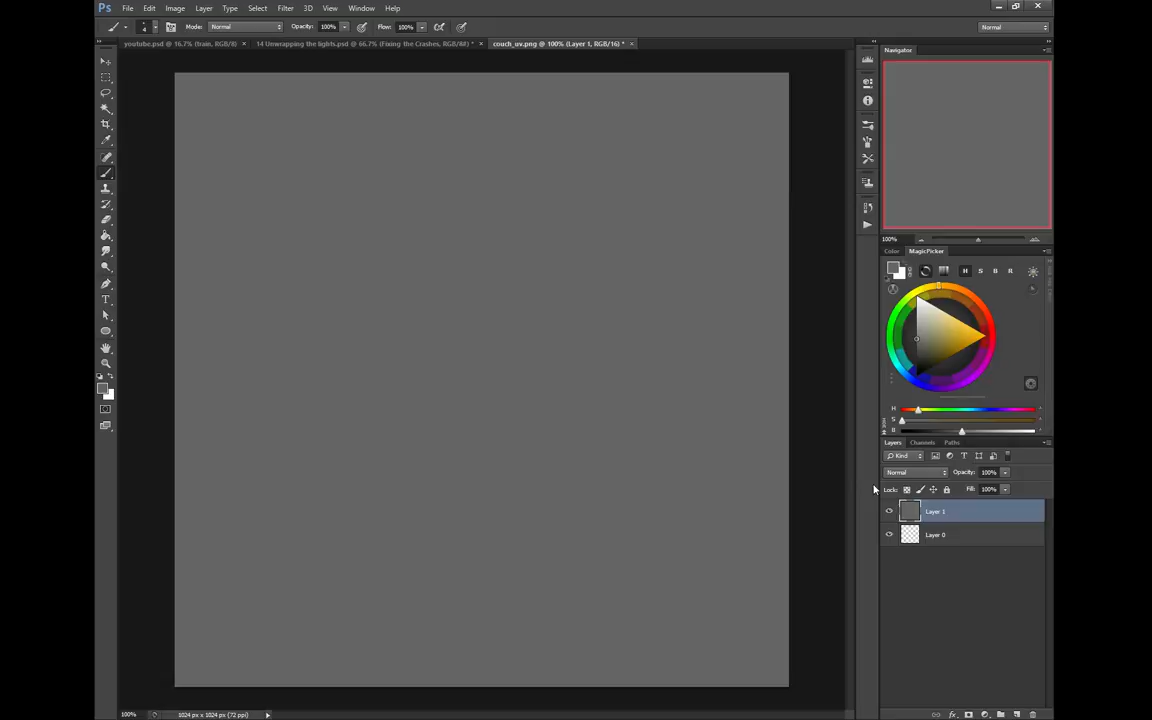 Ps File Edit Image Layer Type Select Filter 3D View Window Help
4 Mode: Normal Opacity: 100% Flow: 100% Normal
youtube.psd @ 16.7% (train, RGB/8) × 14 Unwrapping the lights.psd @ 66.7% (Fixing the Crashes, RGB/8#) * × couch_uv.png @ 100% (Layer 1, RGB/16) * ×
Navigator
100%
Color MagicPicker
H S B R
H
S
B
Layers Channels Paths
Kind
Normal Opacity: 100%
Lock: Fill: 100%
Layer 1
Layer 0
100% 1024 px x 1024 px (72 ppi)